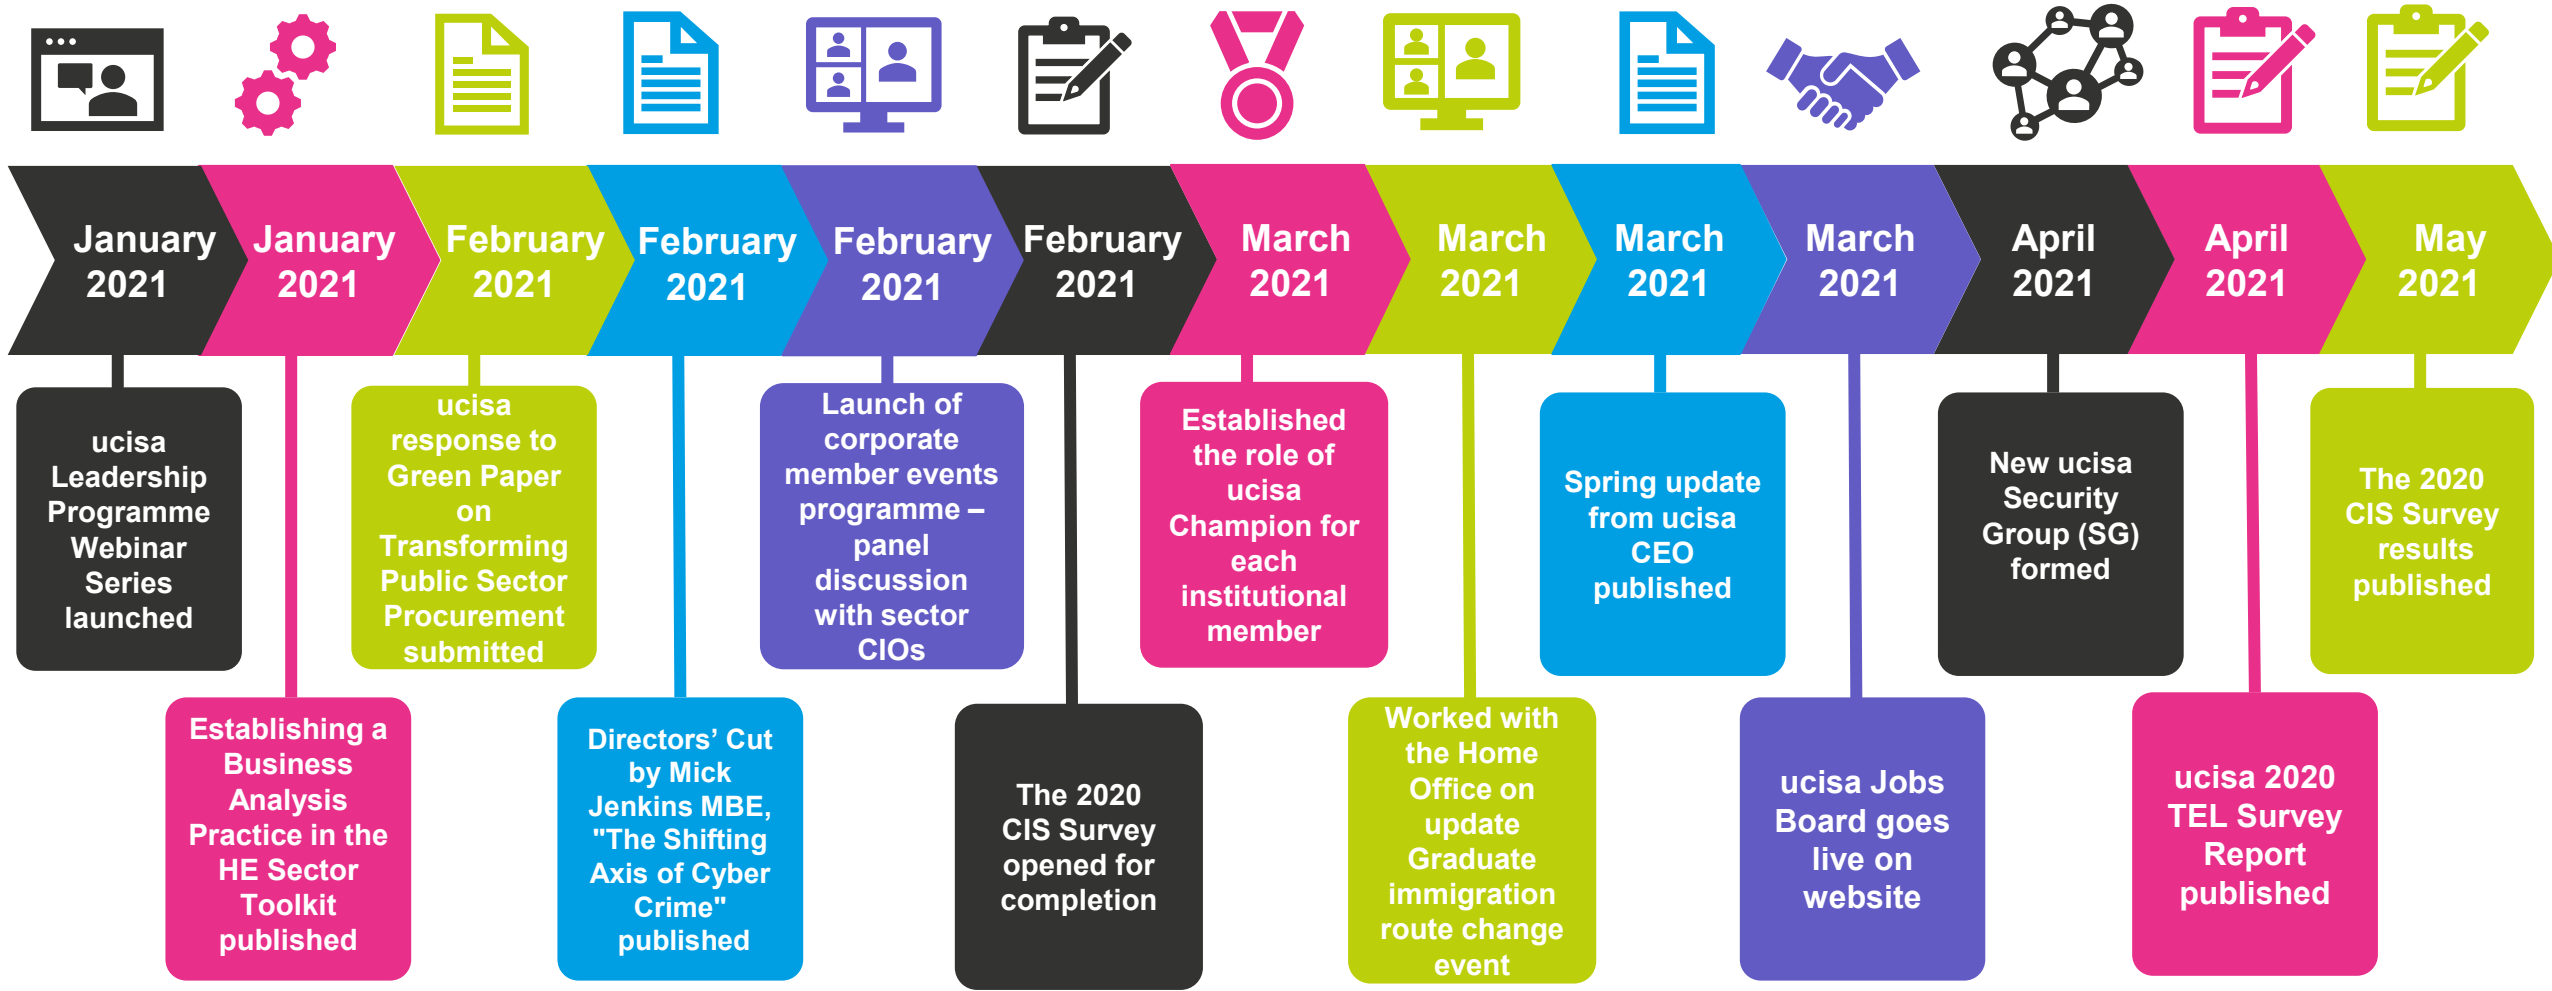 January
2021
January
2021
February
2021
February
2021
February
2021
February
2021
March
2021
March
2021
March
2021
March
2021
April
2021
April
2021
May
2021
ucisa
Leadership
Programme
Webinar
Series
launched
Establishing a
Business
Analysis
Practice in the
HE Sector
Toolkit
published
ucisa
response to
Green Paper
on
Transforming
Public Sector
Procurement
submitted
Directors’ Cut
by Mick
Jenkins MBE,
"The Shifting
Axis of Cyber
Crime"
published
Launch of
corporate
member events
programme –
panel
discussion
with sector
CIOs
The 2020
CIS Survey
opened for
completion
Established
the role of
ucisa
Champion for
each
institutional
member
Worked with
the Home
Office on
update
Graduate
immigration
route change
event
Spring update
from ucisa
CEO
published
ucisa Jobs
Board goes
live on
website
New ucisa
Security
Group (SG)
formed
ucisa 2020
TEL Survey
Report
published
The 2020
CIS Survey
results
published